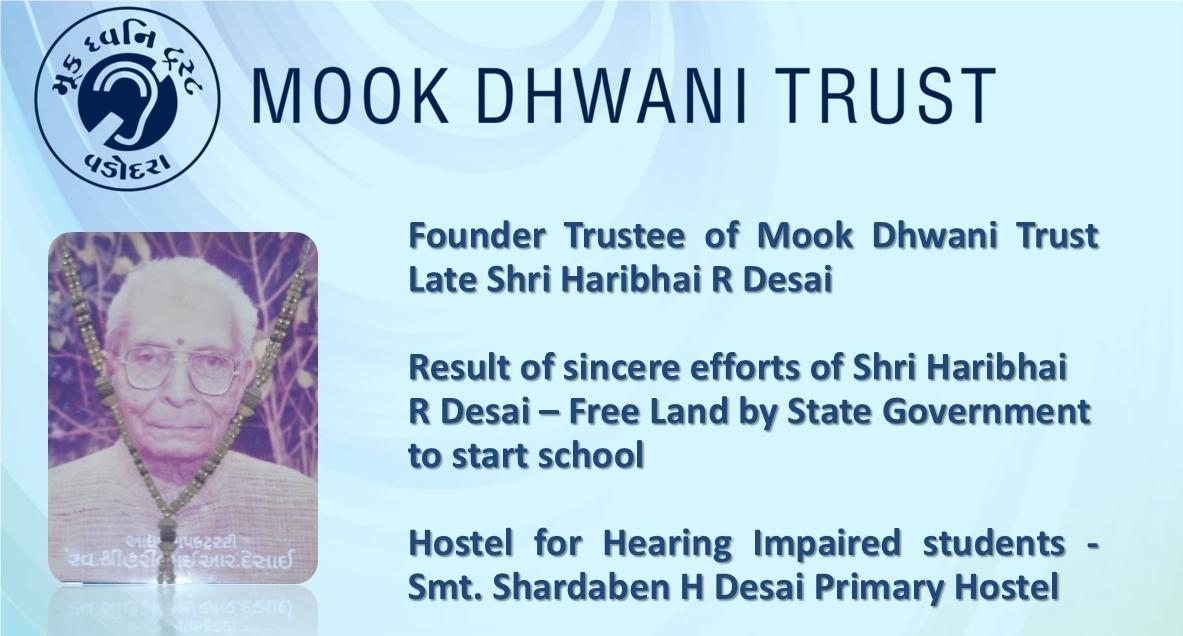 મૂક ધ્વનિ ટ્રસ્ટ
વડોદરા
MOOK DHWANI TRUST
Founder Trustee of Mook Dhwani Trust
Late Shri Haribhai R Desai
Result of sincere efforts of Shri Haribhai
R Desai – Free Land by State Government
to start school
Hostel for Hearing Impaired students -
Smt. Shardaben H Desai Primary Hostel
સ્વ.શ્રી આર.દેસાઈ